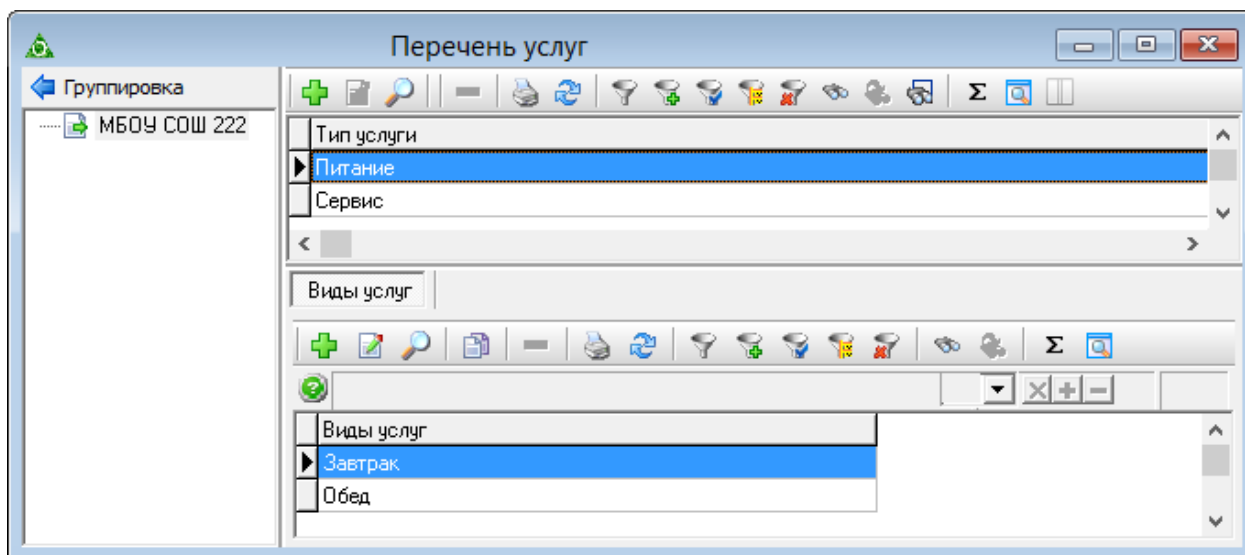 Перечень услуг
Группировка
МБОУ СОШ 222
Тип услуги
Питание
Сервис
Виды услуг
Виды услуг
Завтрак
Обед